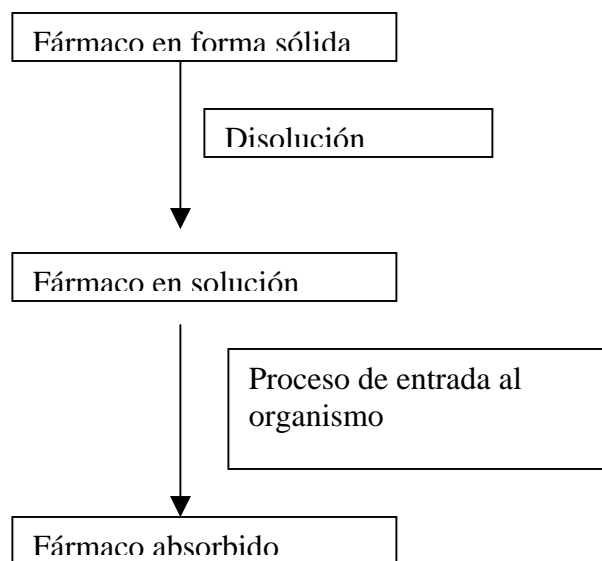 Fármaco en forma sólida
Disolución
Fármaco en solución
Proceso de entrada al
organismo
Fármaco absorbido